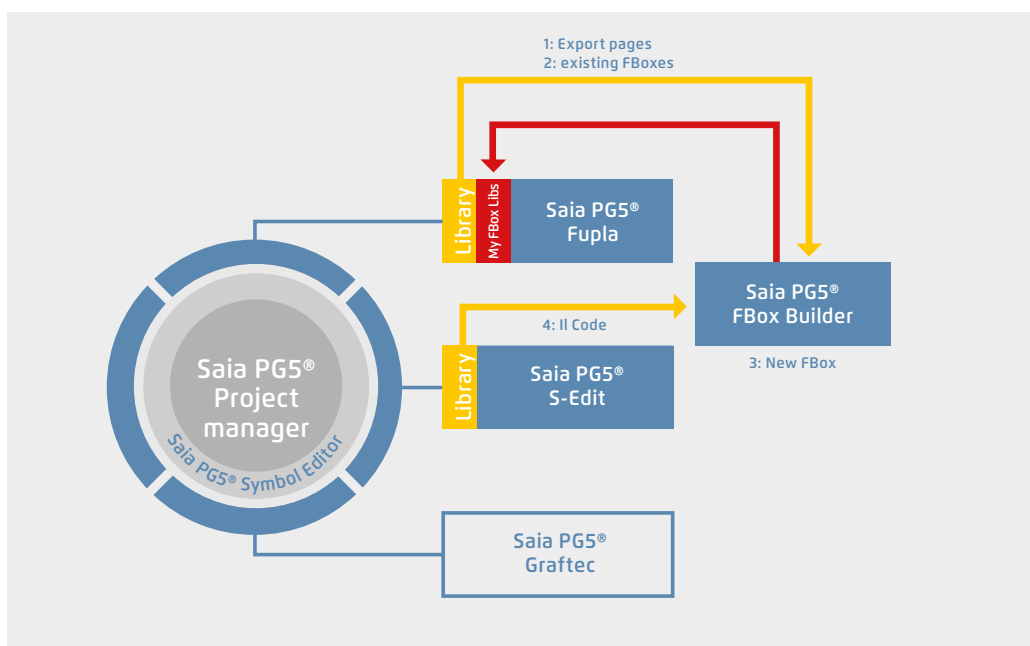 1: Export pages
2: existing FBoxes
Library
My FBox Libs
Saia PG5®
Fupla
Saia PG5®
FBox Builder
3: New FBox
4: Il Code
Library
Saia PG5®
S-Edit
Saia PG5®
Project
manager
Saia PG5® Symbol Editor
Saia PG5®
Graftec